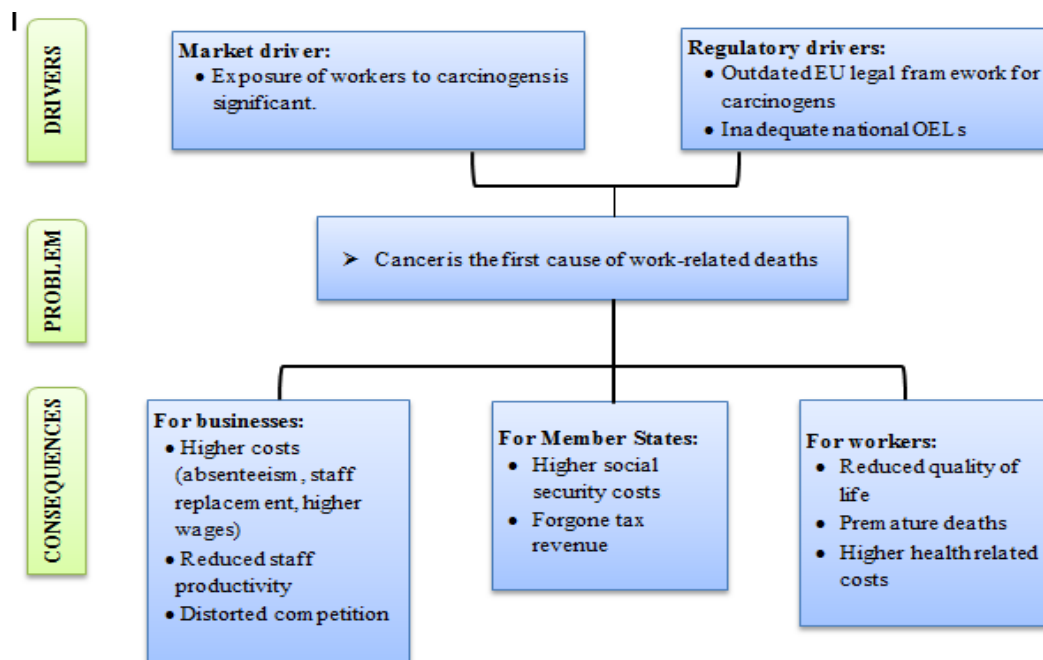 DRIVERS
Market driver:
• Exposure of workers to carcinogens is
significant.
Regulatory drivers:
• Outdated EU legal framework for
carcinogens
• Inadequate national OELs
PROBLEM
➢ Cancer is the first cause of work-related deaths
CONSEQUENCES
For businesses:
• Higher costs
(absenteeism, staff
replacement, higher
wages)
• Reduced staff
productivity
• Distorted competition
For Member States:
• Higher social
security costs
• Forgone tax
revenue
For workers:
• Reduced quality of
life
• Premature deaths
• Higher health related
costs